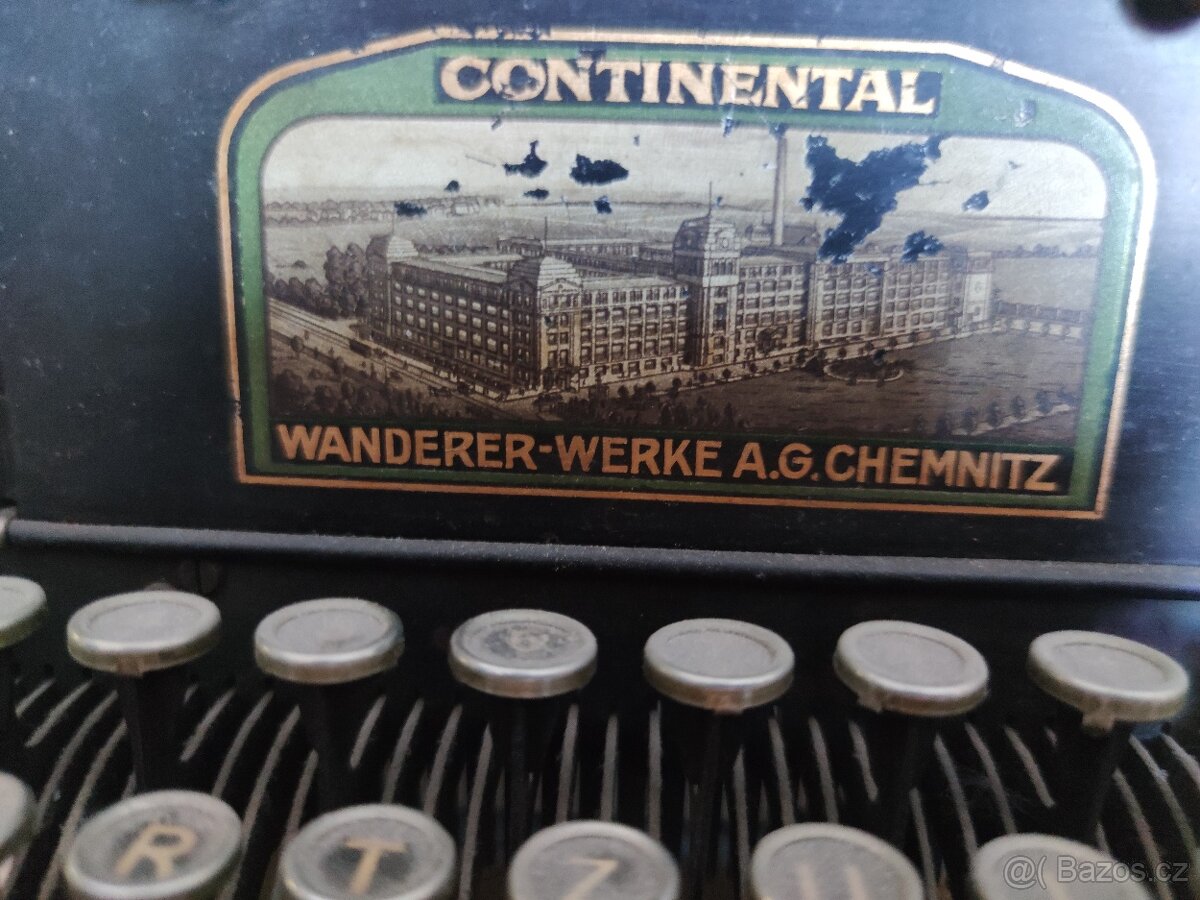 CONTINENTAL
WANDERER-WERKE A.G. CHEMNITZ
R T Z U
@( Bazos.cz